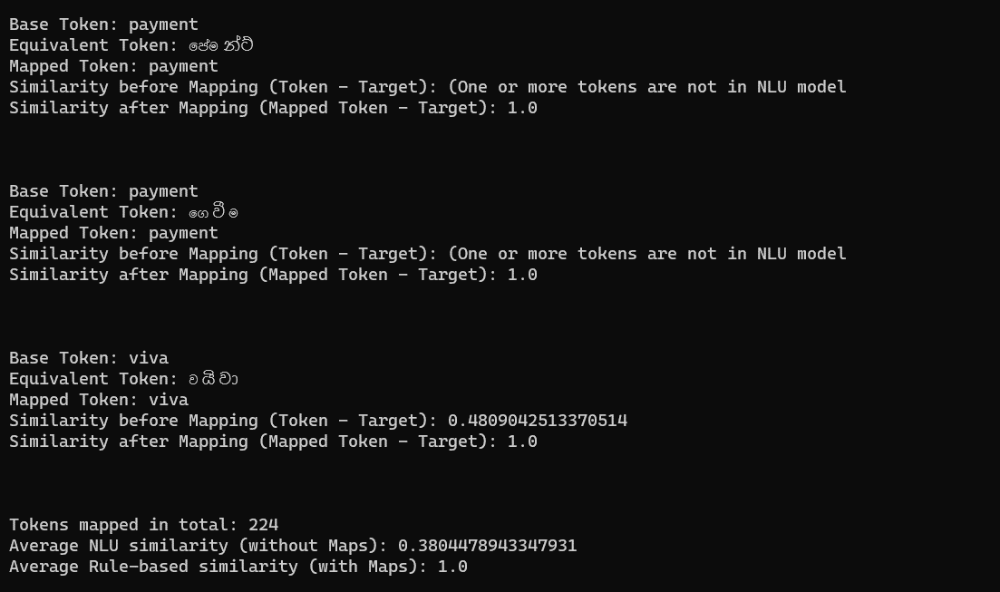 Base Token: payment
Equivalent Token: පේමන්ට්
Mapped Token: payment
Similarity before Mapping (Token - Target): (One or more tokens are not in NLU model
Similarity after Mapping (Mapped Token - Target): 1.0
Base Token: payment
Equivalent Token: ගෙවීම
Mapped Token: payment
Similarity before Mapping (Token - Target): (One or more tokens are not in NLU model
Similarity after Mapping (Mapped Token - Target): 1.0
Base Token: viva
Equivalent Token: වයිවා
Mapped Token: viva
Similarity before Mapping (Token - Target): 0.4809042513370514
Similarity after Mapping (Mapped Token - Target): 1.0
Tokens mapped in total: 224
Average NLU similarity (without Maps): 0.3804478943347931
Average Rule-based similarity (with Maps): 1.0